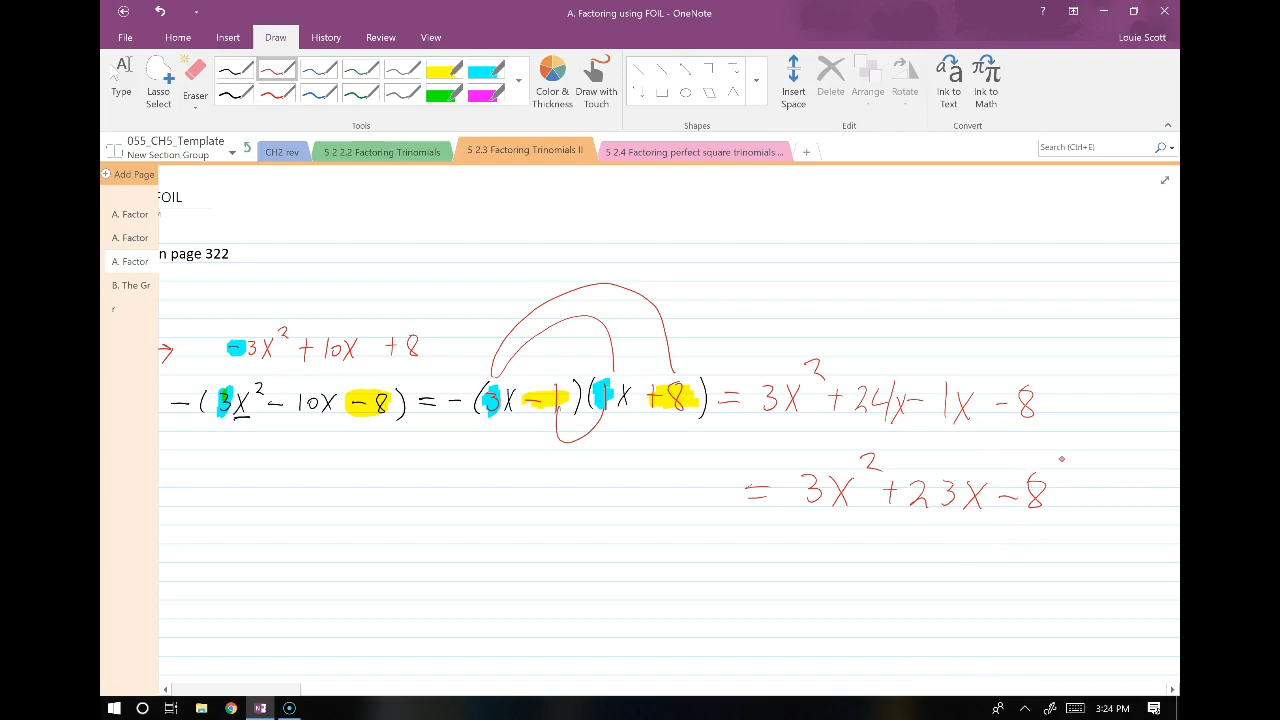 A. Factoring using FOIL - OneNote
Louie Scott
File Home Insert Draw History Review View
Type Lasso Select Eraser Color & Thickness Draw with Touch Insert Space Delete Arrange Rotate Ink to Text Ink to Math
Tools Shapes Edit Convert
055_CH5_Template
New Section Group
CH2 rev 5 2 2.2 Factoring Trinomials 5 2.3 Factoring Trinomials II 5 2.4 Factoring perfect square trinomials ... + Search (Ctrl+E)
Add Page
FOIL
A. Factor
A. Factor
n page 322
A. Factor
B. The Gr
r
→ -3X² + 10X + 8
-(3X² - 10X - 8) = -(3X - 1)(1X + 8) = 3X² + 24X - 1X - 8
= 3X² + 23X - 8
3:24 PM